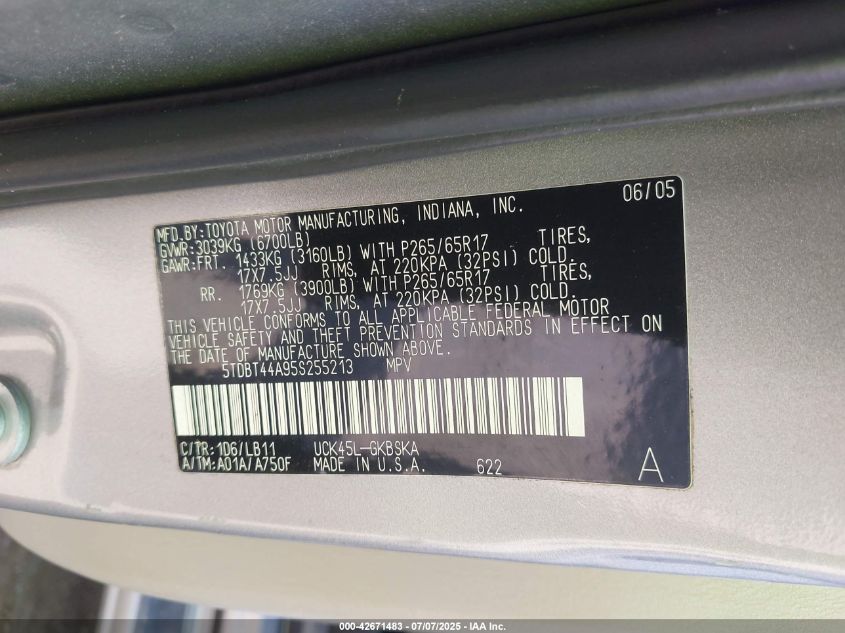 06/05
MFD.BY:TOYOTA MOTOR MANUFACTURING, INDIANA, INC.
GVWR:3039KG (6700LB)
GAWR:FRT. 1433KG (3160LB) WITH P265/65R17 TIRES,
17X7.5JJ RIMS, AT 220KPA (32PSI) COLD.
RR. 1769KG (3900LB) WITH P265/65R17 TIRES,
17X7.5JJ RIMS, AT 220KPA (32PSI) COLD.
THIS VEHICLE CONFORMS TO ALL APPLICABLE FEDERAL MOTOR
VEHICLE SAFETY AND THEFT PREVENTION STANDARDS IN EFFECT ON
THE DATE OF MANUFACTURE SHOWN ABOVE.
5TDBT44A95S255213 MPV
C/TR:1D6/LB11 UCK45L-GKBSKA
A/TM:A01A/A750F MADE IN U.S.A. 622 A
000-42671483 - 07/07/2025 - IAA Inc.